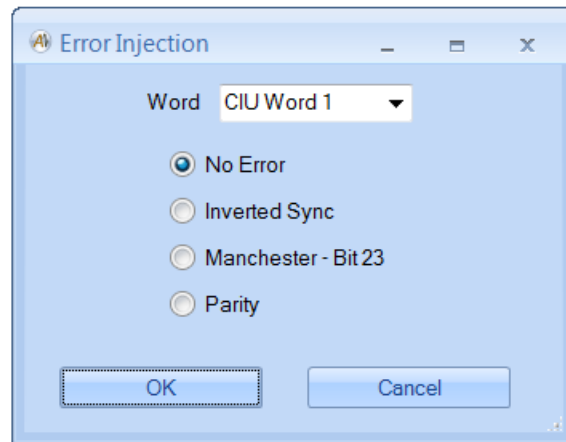 Error Injection
Word CIU Word 1
No Error
Inverted Sync
Manchester - Bit 23
Parity
OK Cancel